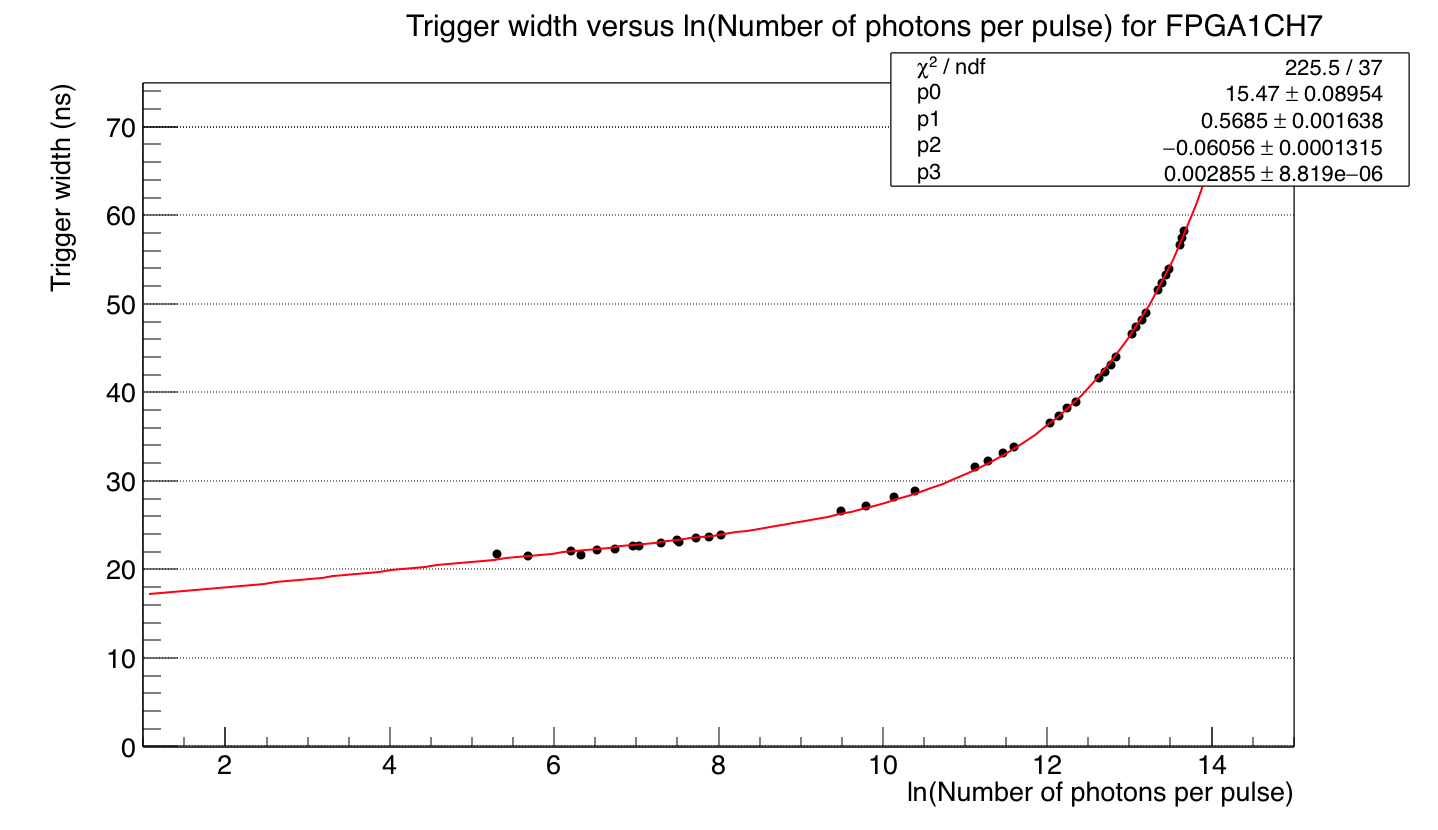 Trigger width versus ln(Number of photons per pulse) for FPGA1CH7
χ² / ndf 225.5 / 37
p0 15.47 ± 0.08954
p1 0.5685 ± 0.001638
p2 −0.06056 ± 0.0001315
p3 0.002855 ± 8.819e−06
Trigger width (ns)
70
60
50
40
30
20
10
0
2 4 6 8 10 12 14
ln(Number of photons per pulse)